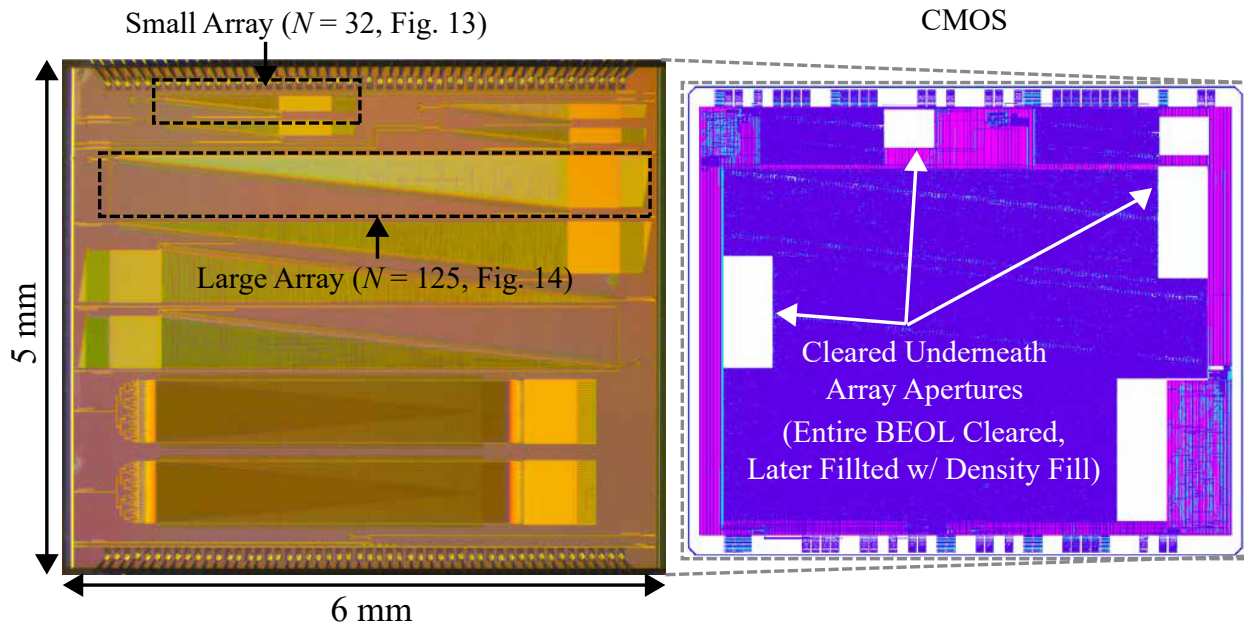 Small Array (N = 32, Fig. 13)
CMOS
Large Array (N = 125, Fig. 14)
5 mm
6 mm
Cleared Underneath
Array Apertures
(Entire BEOL Cleared,
Later Fillted w/ Density Fill)